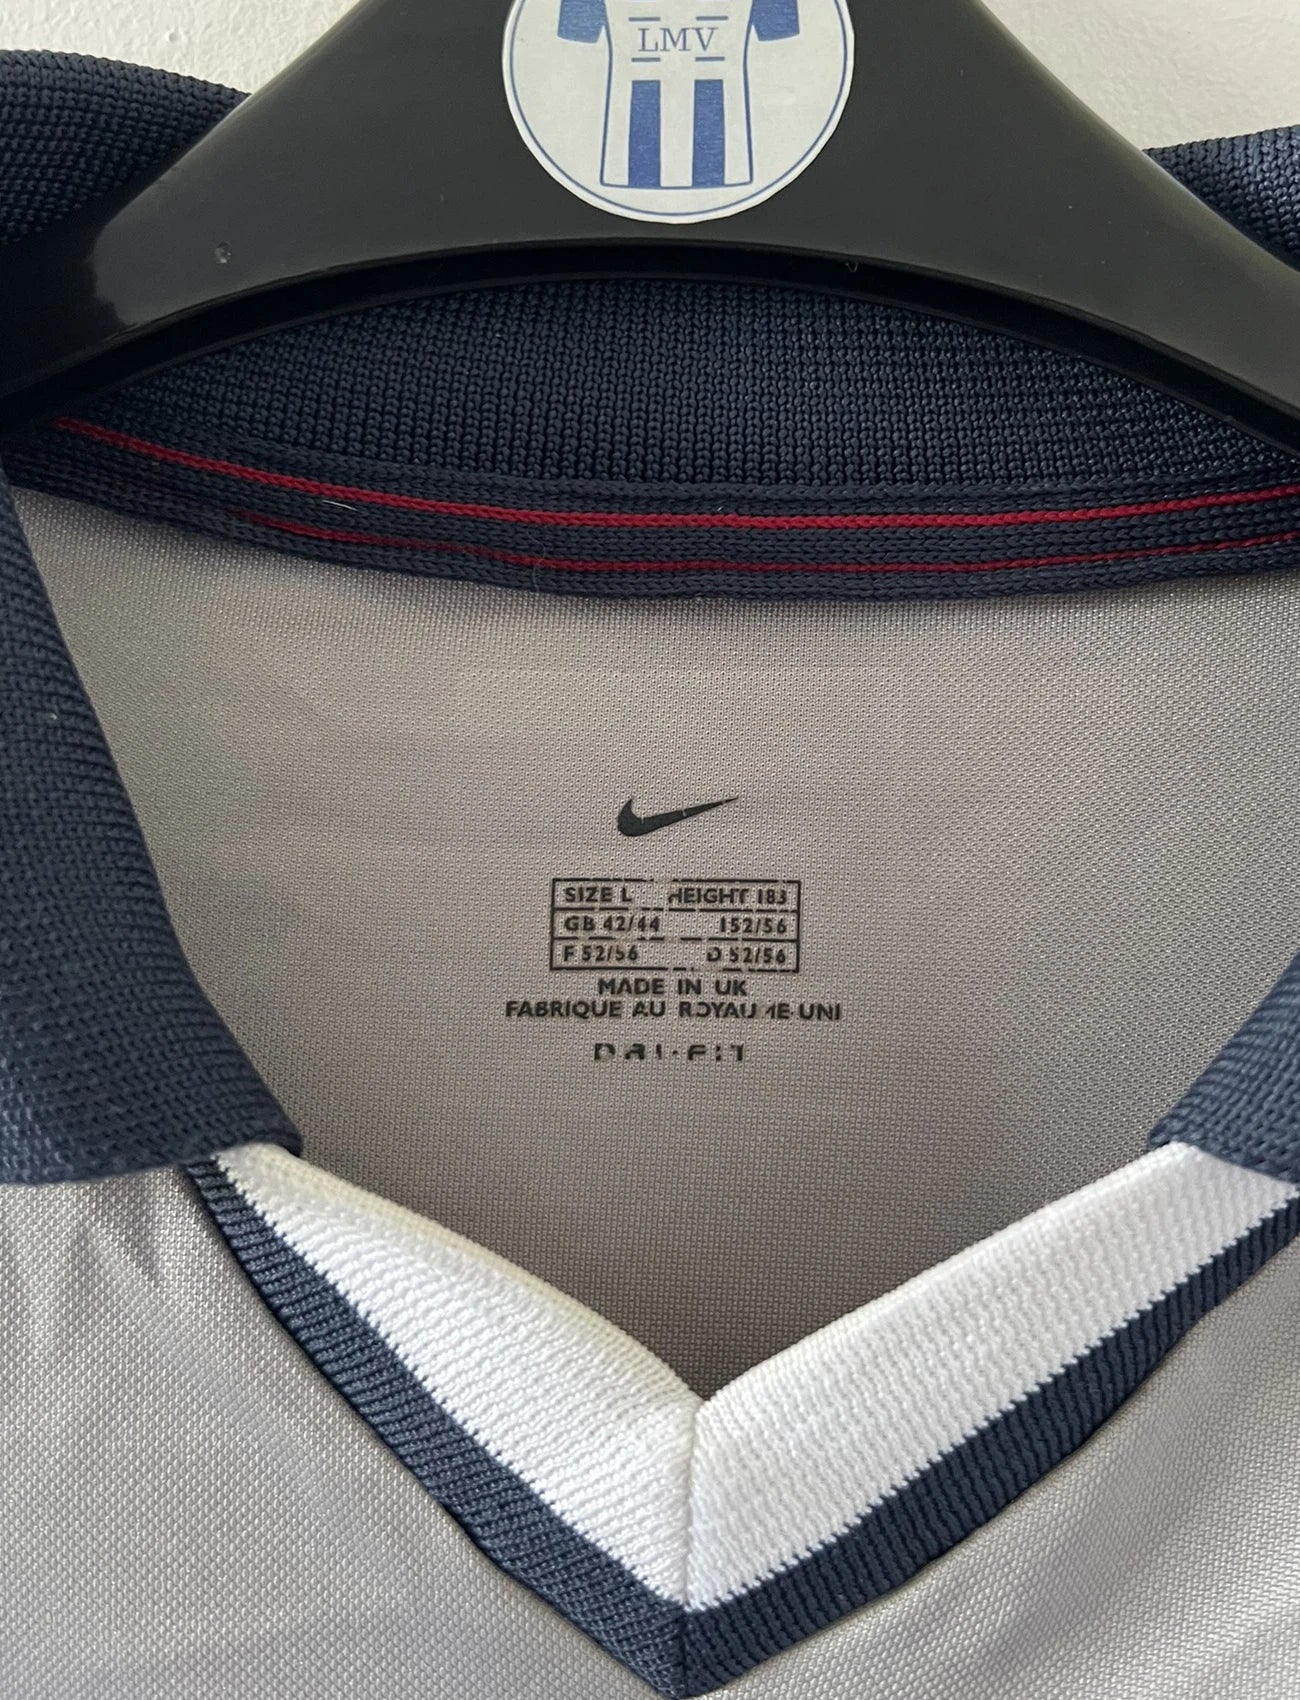 LMV
SIZE L HEIGHT 183
GB 42/44 I 52/56
F 52/56 D 52/56
MADE IN UK
FABRIQUE AU ROYAUME-UNI
DRI-FIT